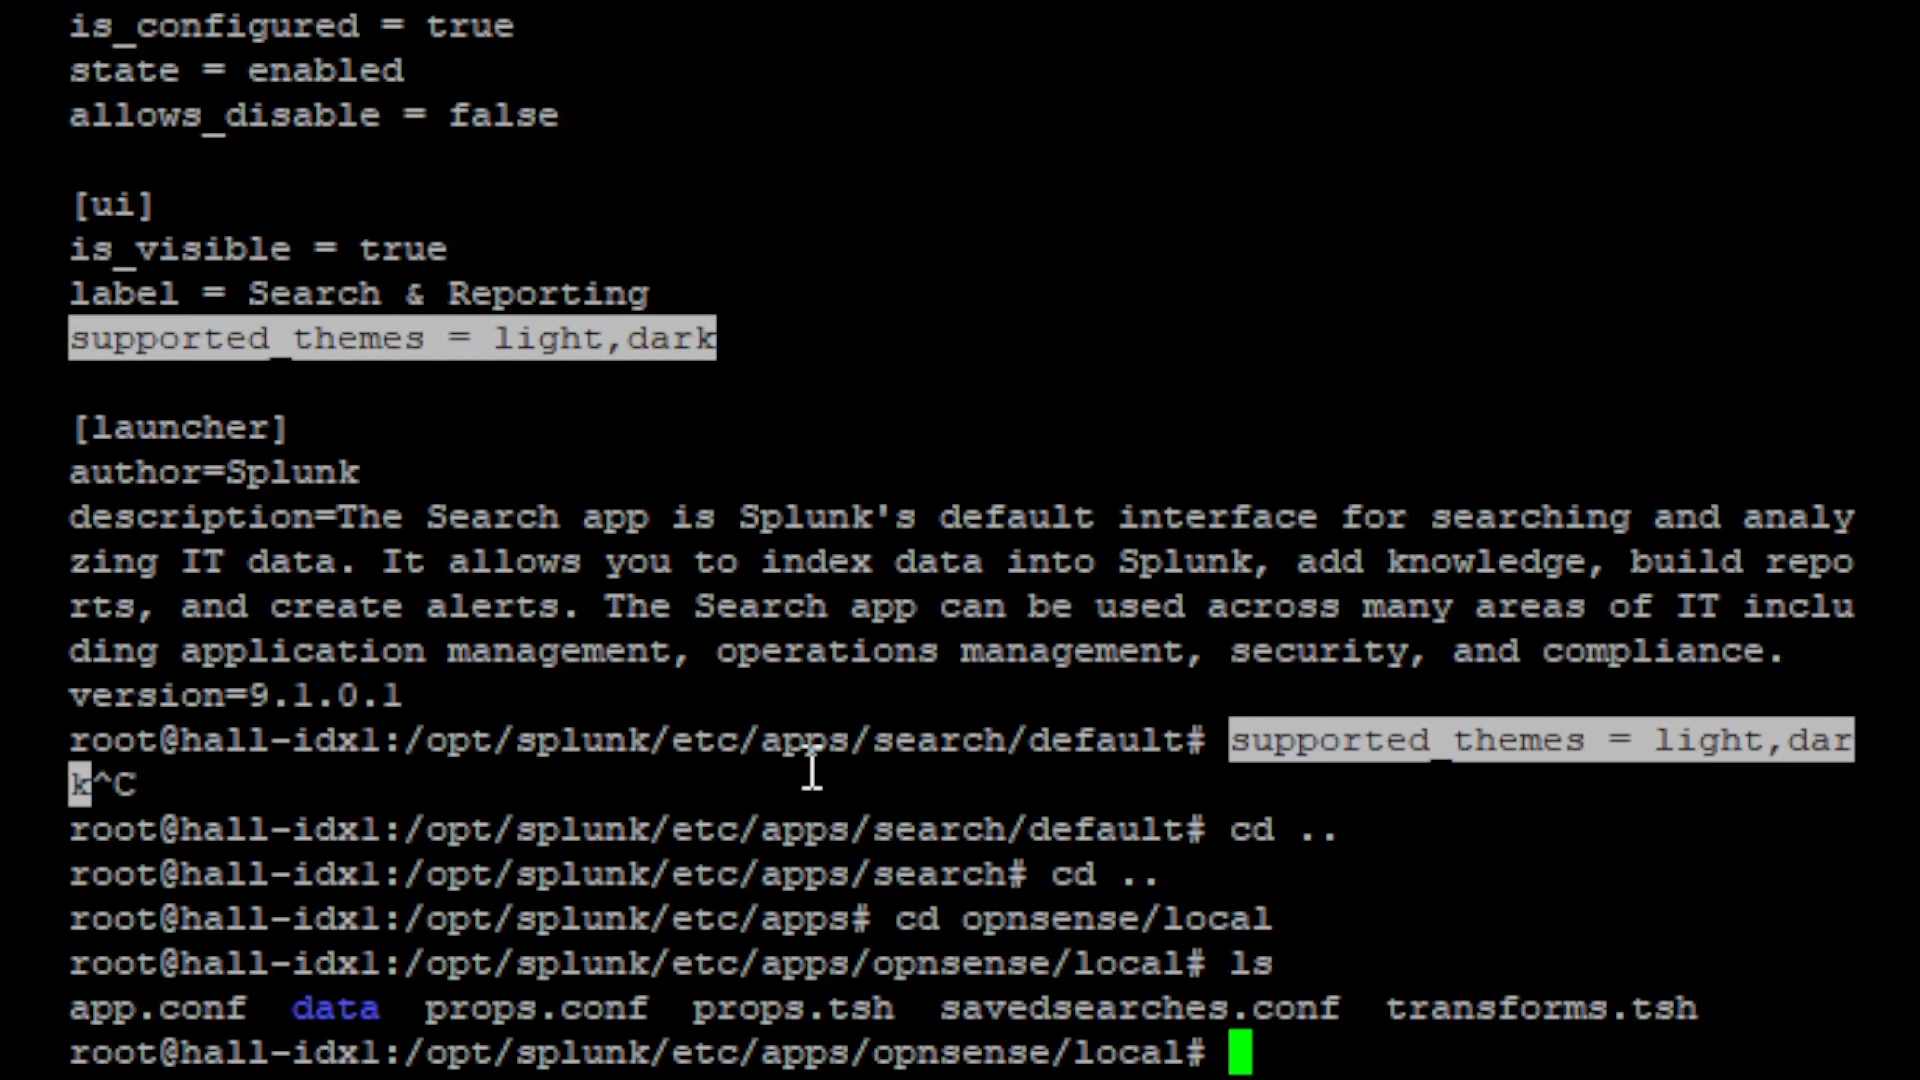 is_configured = true
state = enabled
allows_disable = false
[ui]
is_visible = true
label = Search & Reporting
supported_themes = light,dark
[launcher]
author=Splunk
description=The Search app is Splunk's default interface for searching and analy
zing IT data. It allows you to index data into Splunk, add knowledge, build repo
rts, and create alerts. The Search app can be used across many areas of IT inclu
ding application management, operations management, security, and compliance.
version=9.1.0.1
root@hall-idx1:/opt/splunk/etc/apps/search/default# supported_themes = light,dar
k^C
root@hall-idx1:/opt/splunk/etc/apps/search/default# cd ..
root@hall-idx1:/opt/splunk/etc/apps/search# cd ..
root@hall-idx1:/opt/splunk/etc/apps# cd opnsense/local
root@hall-idx1:/opt/splunk/etc/apps/opnsense/local# ls
app.conf  data  props.conf  props.tsh  savedsearches.conf  transforms.tsh
root@hall-idx1:/opt/splunk/etc/apps/opnsense/local#